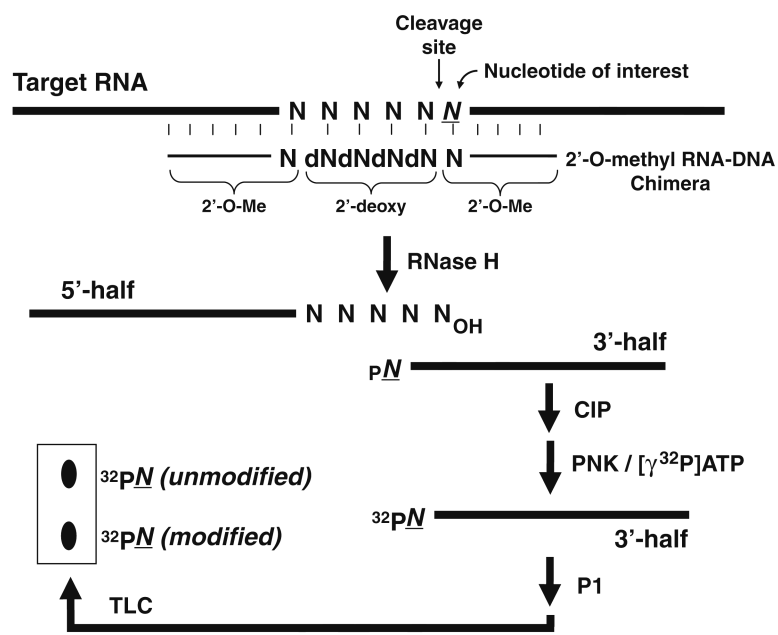 Cleavage
site
Nucleotide of interest
Target RNA
N N N N N N
N dNdNdNdN N
2'-O-methyl RNA-DNA
Chimera
2'-O-Me
2'-deoxy
2'-O-Me
RNase H
5'-half
N N N N NOH
3'-half
PN
CIP
PNK / [γ32P]ATP
32PN (unmodified)
32PN (modified)
32PN
3'-half
P1
TLC